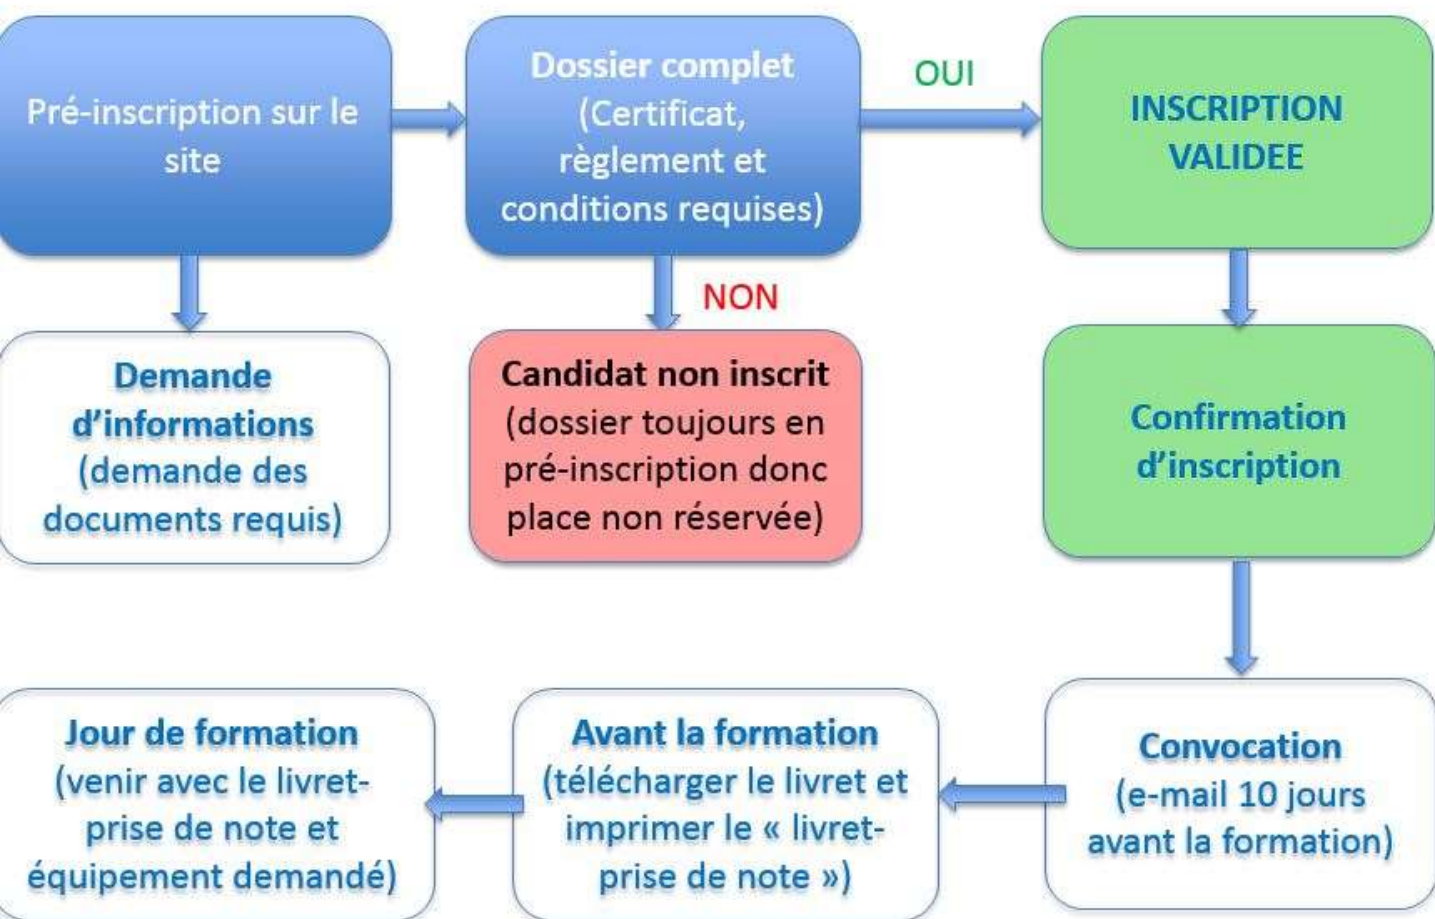 Pré-inscription sur le
site
Dossier complet
(Certificat,
règlement et
conditions requises)
OUI
INSCRIPTION
VALIDEE
NON
Demande
d’informations
(demande des
documents requis)
Candidat non inscrit
(dossier toujours en
pré-inscription donc
place non réservée)
Confirmation
d’inscription
Convocation
(e-mail 10 jours
avant la formation)
Avant la formation
(télécharger le livret et
imprimer le « livret-
prise de note »)
Jour de formation
(venir avec le livret-
prise de note et
équipement demandé)